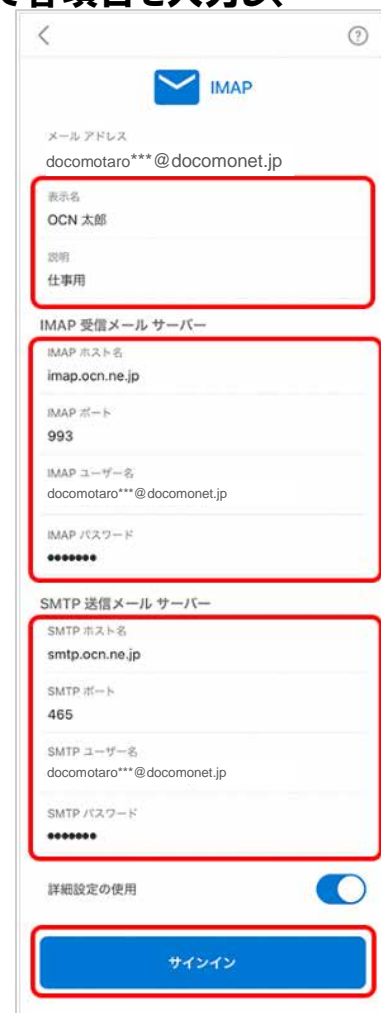 各項目を入力し、
IMAP
メール アドレス
docomotaro***@docomonet.jp
表示名
OCN 太郎
説明
仕事用
IMAP 受信メール サーバー
IMAP ホスト名
imap.ocn.ne.jp
IMAP ポート
993
IMAP ユーザー名
docomotaro***@docomonet.jp
IMAP パスワード
•••••••
SMTP 送信メール サーバー
SMTP ホスト名
smtp.ocn.ne.jp
SMTP ポート
465
SMTP ユーザー名
docomotaro***@docomonet.jp
SMTP パスワード
•••••••
詳細設定の使用
サインイン